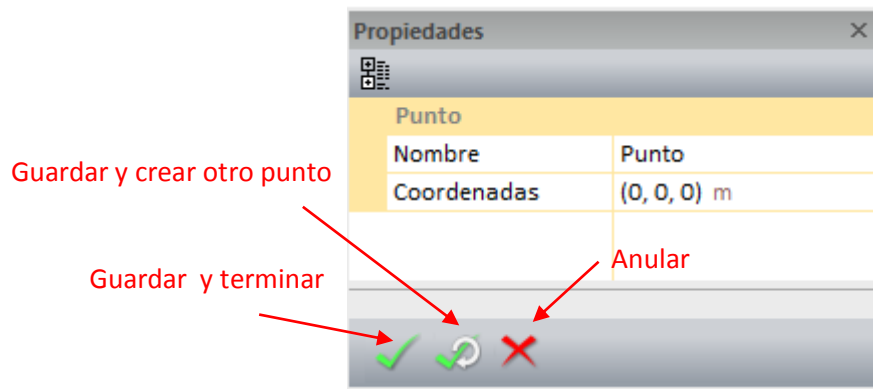 Propiedades
Punto
Nombre Punto
Coordenadas (0, 0, 0) m
Guardar y crear otro punto
Anular
Guardar y terminar